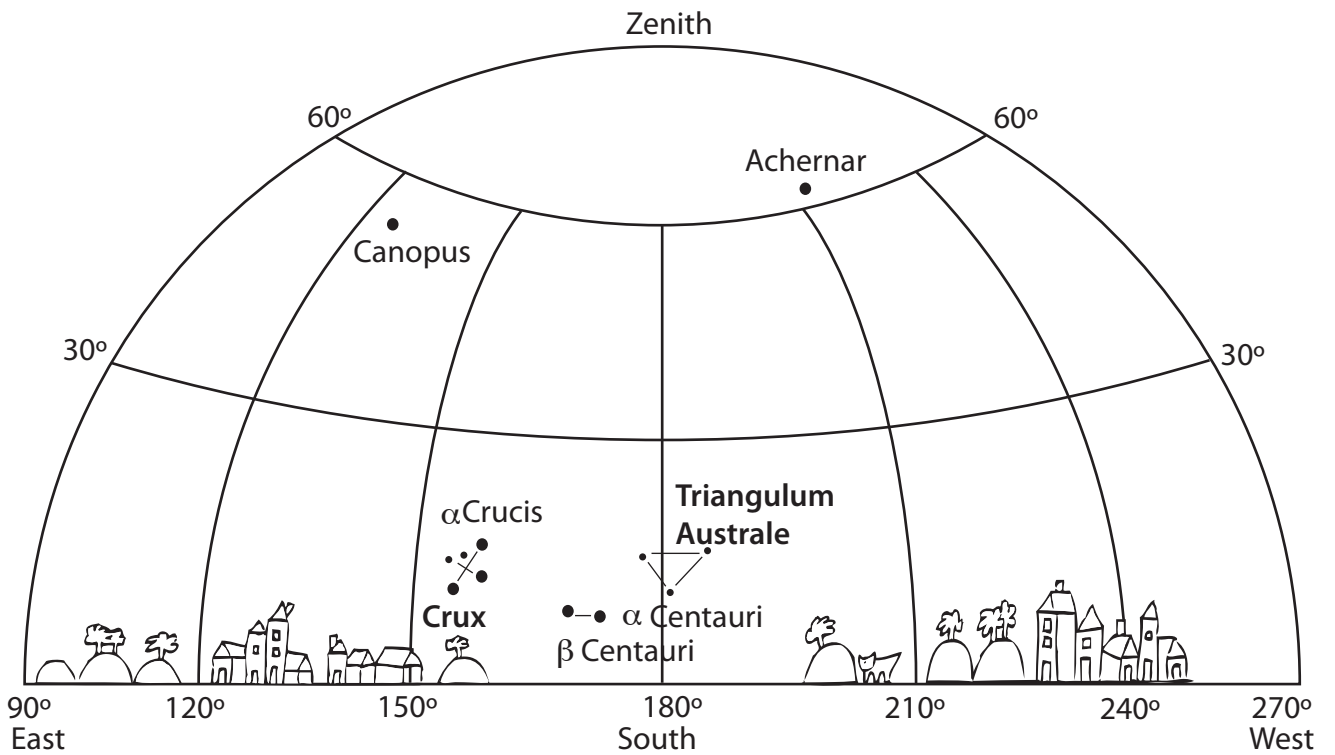 Zenith
60º
60º
Achernar
Canopus
30º
30º
Triangulum
Australe
αCrucis
Crux
α Centauri
β Centauri
90º
120º
150º
180º
210º
240º
270º
East
South
West